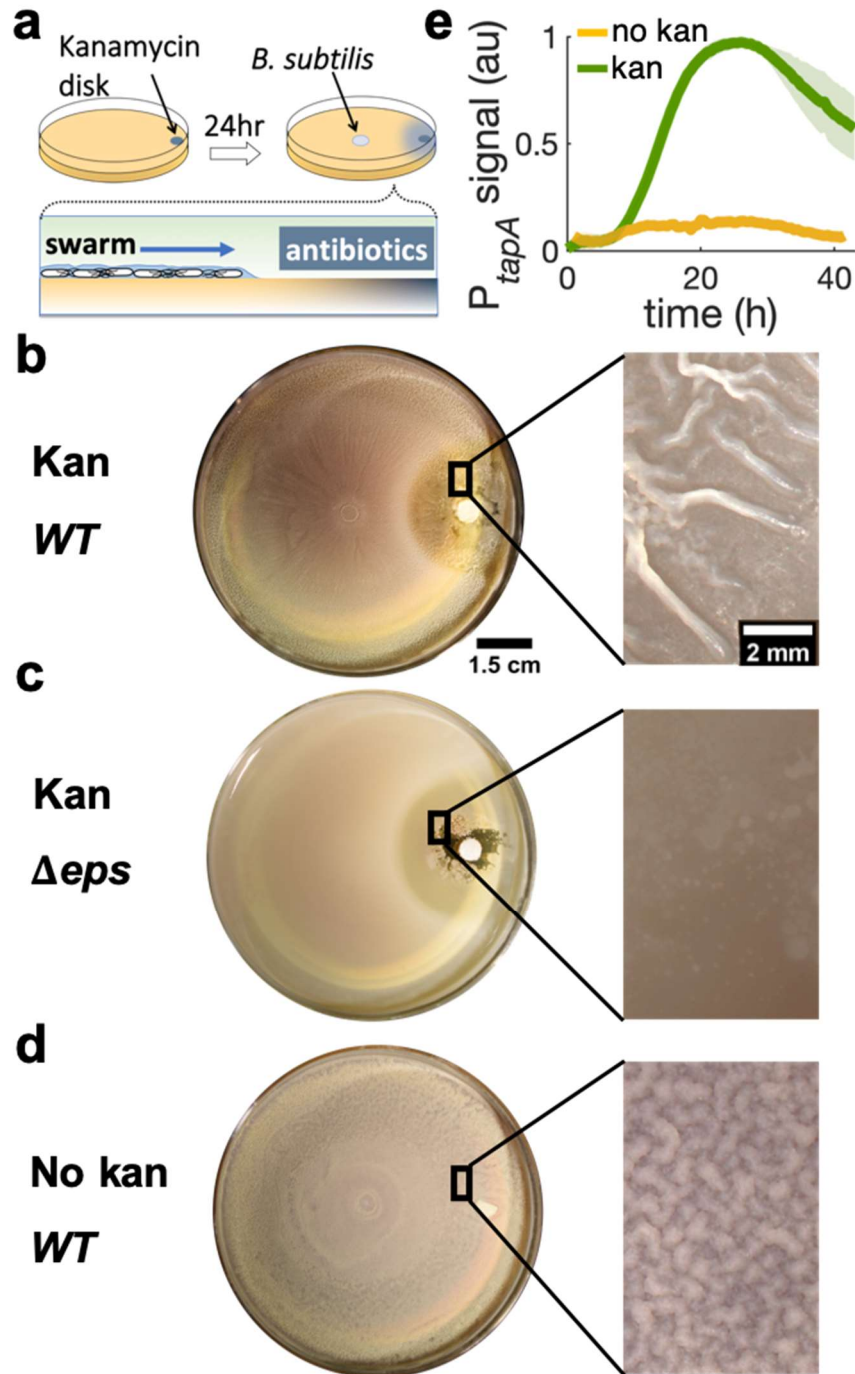 a
Kanamycin
disk
B. subtilis
24hr
swarm
antibiotics
e
no kan
kan
P tapA signal (au)
1
0.5
0
0
20
40
time (h)
b
Kan
WT
1.5 cm
2 mm
c
Kan
Δeps
d
No kan
WT